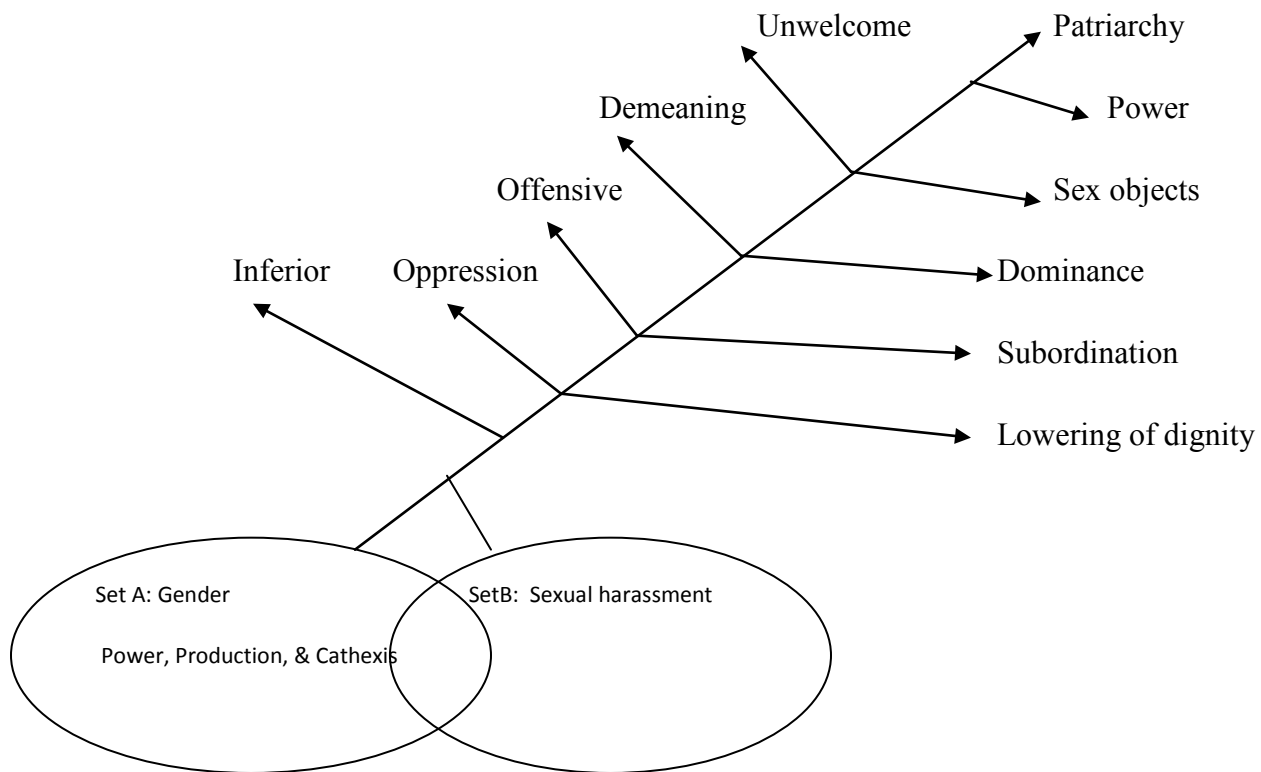 Unwelcome
Patriarchy
Demeaning
Power
Offensive
Sex objects
Inferior
Oppression
Dominance
Subordination
Lowering of dignity
Set A: Gender
SetB: Sexual harassment
Power, Production, & Cathexis